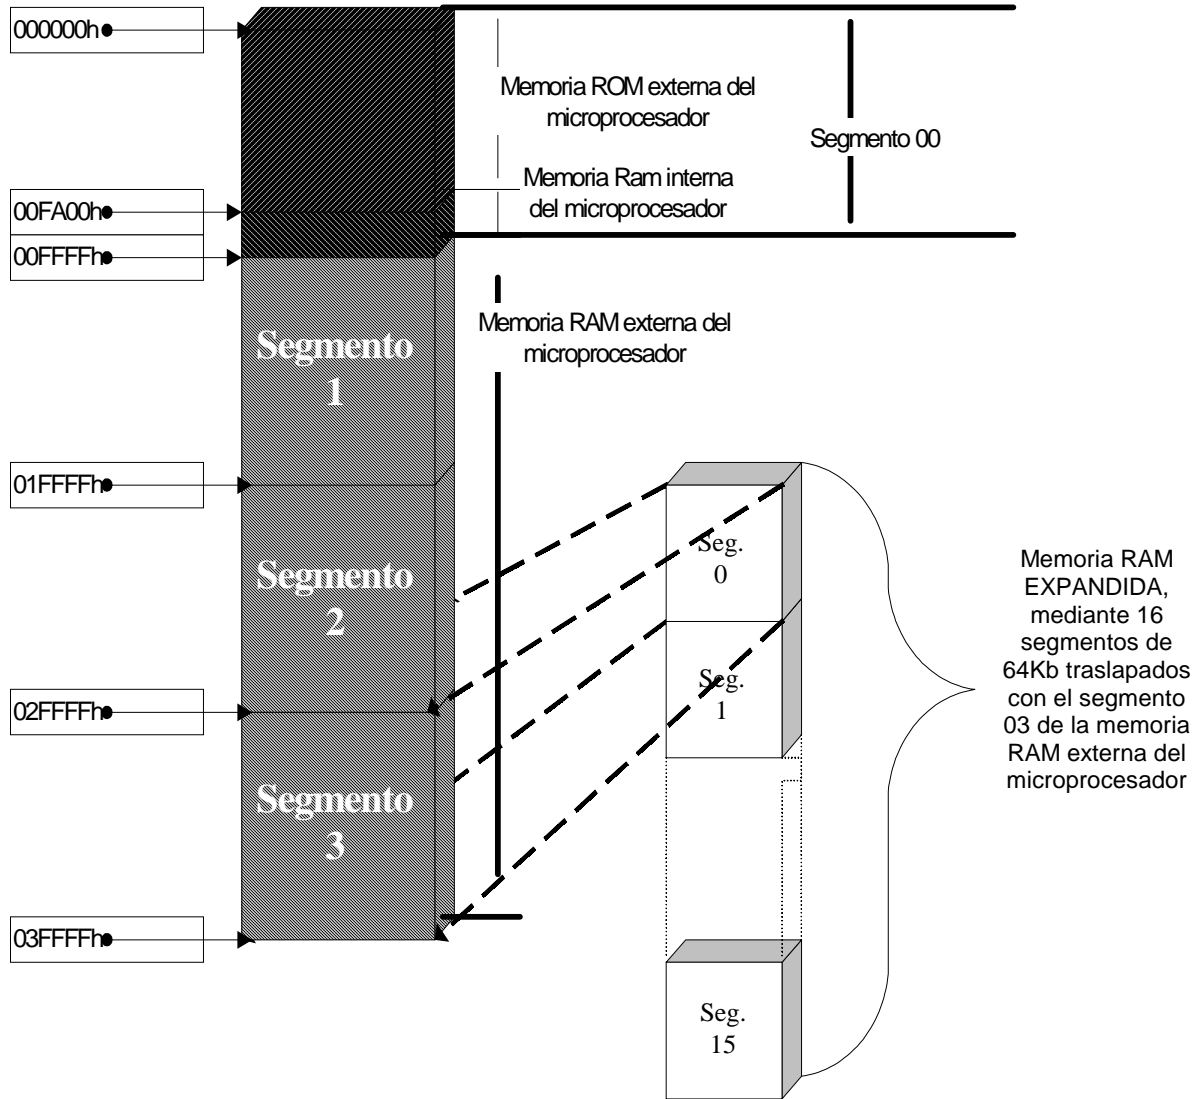 000000h
Memoria ROM externa del
microprocesador
Segmento 00
Memoria Ram interna
del microprocesador
00FA00h
00FFFFh
Memoria RAM externa del
microprocesador
Segmento
1
01FFFFh
Segmento
2
02FFFFh
Segmento
3
03FFFFh
Seg.
0
Seg.
1
Seg.
15
Memoria RAM
EXPANDIDA,
mediante 16
segmentos de
64Kb traslapados
con el segmento
03 de la memoria
RAM externa del
microprocesador